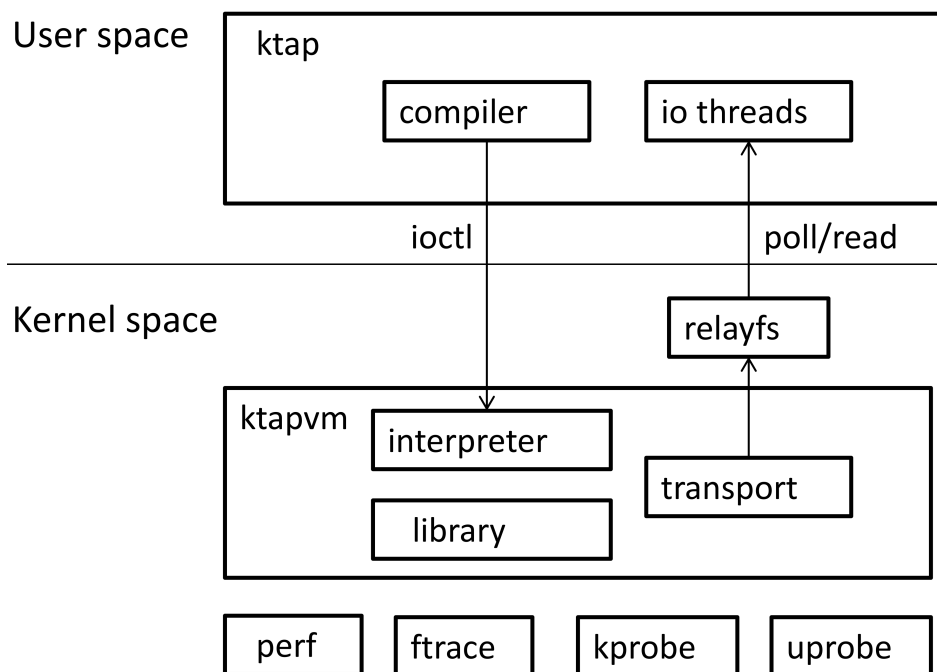 User space
ktap
compiler
io threads
ioctl
poll/read
Kernel space
relayfs
ktapvm
interpreter
transport
library
perf
ftrace
kprobe
uprobe